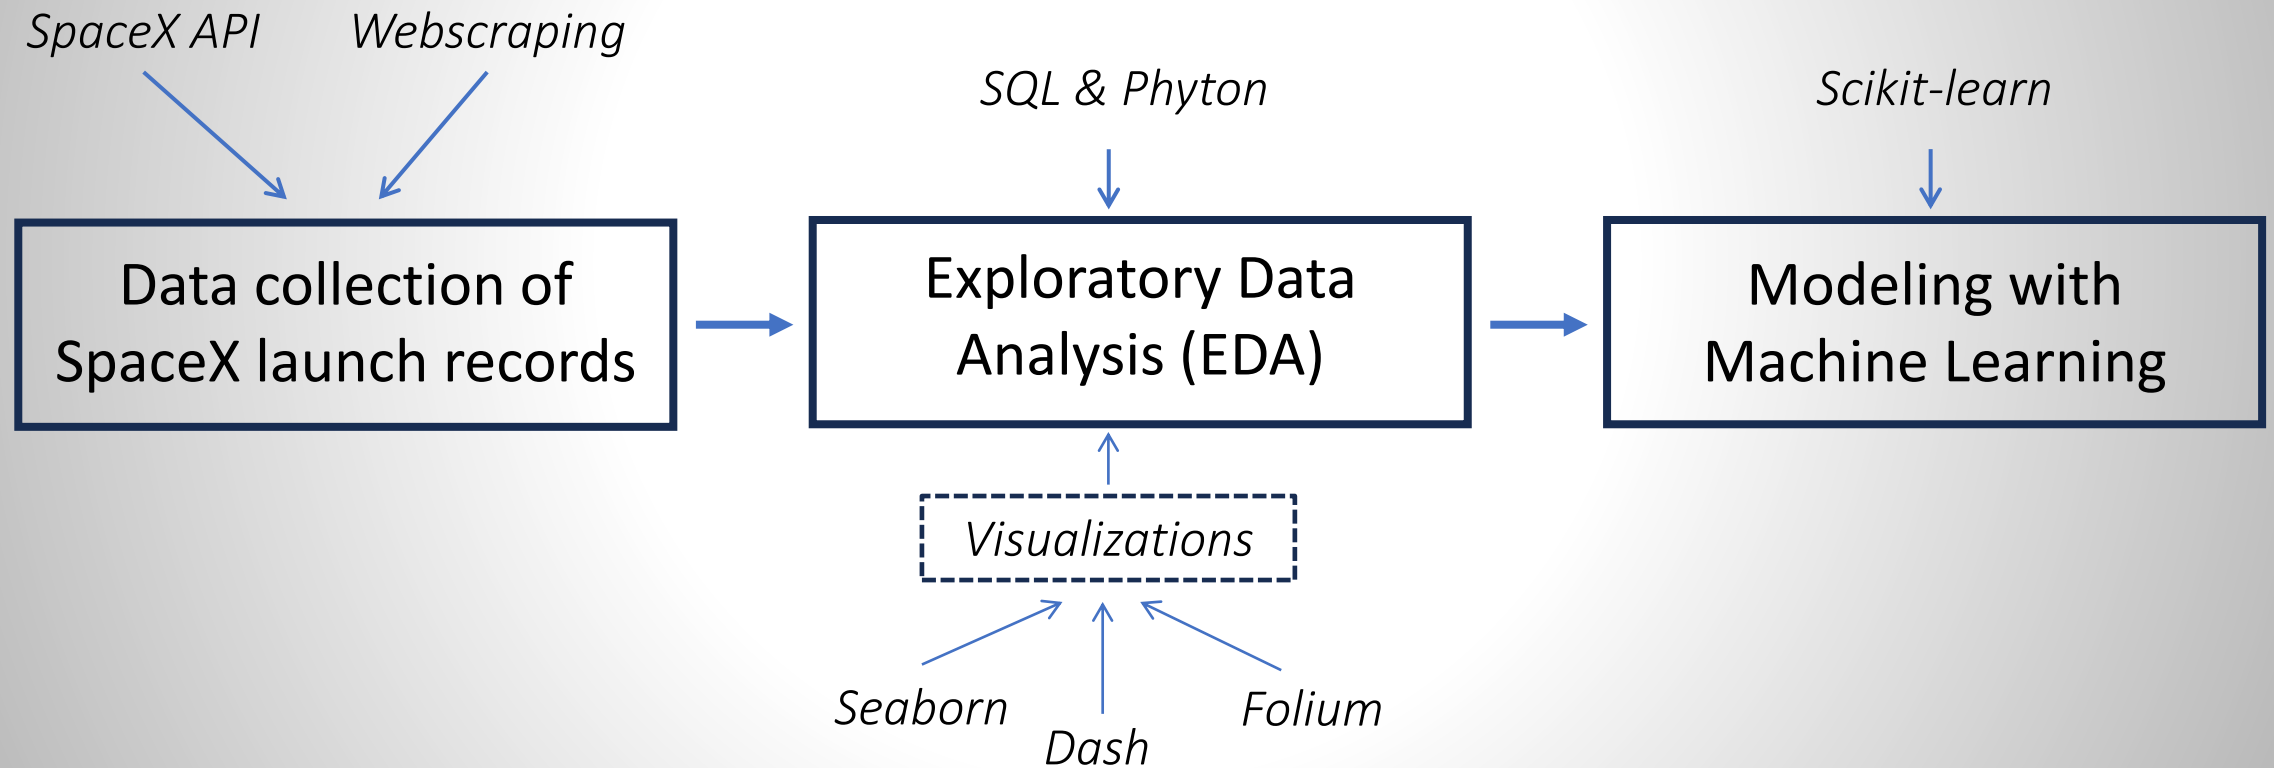 SpaceX API
Webscraping
SQL & Phyton
Scikit-learn
Data collection of
SpaceX launch records
Exploratory Data
Analysis (EDA)
Modeling with
Machine Learning
Visualizations
Seaborn
Dash
Folium